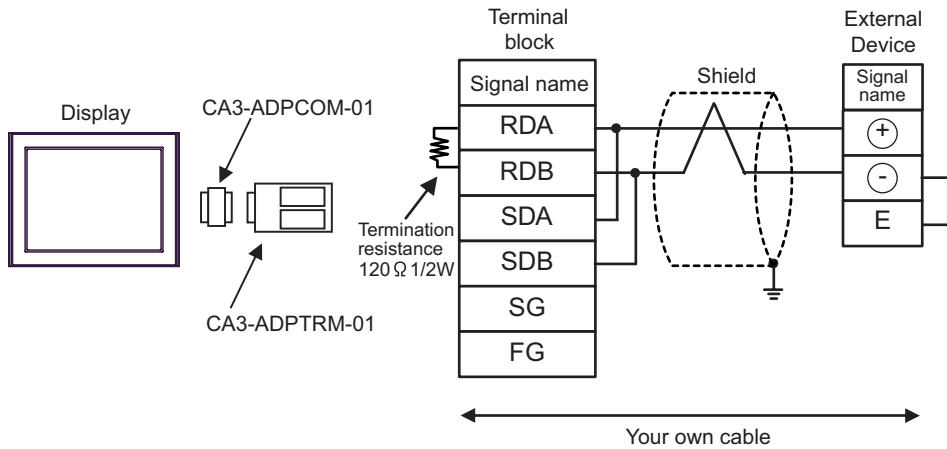 Display
CA3-ADPCOM-01
CA3-ADPTRM-01
Termination
resistance
120Ω 1/2W
Terminal
block
Signal name
RDA
RDB
SDA
SDB
SG
FG
Shield
External
Device
Signal
name
+
-
E
Your own cable